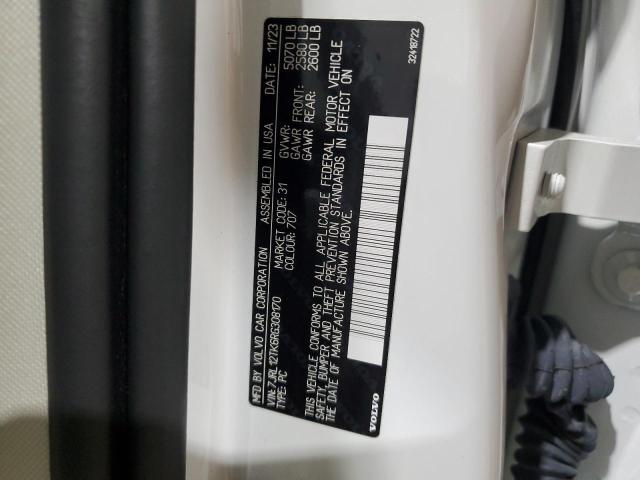 MFD BY VOLVO CAR CORPORATION ASSEMBLED IN USA DATE: 11/23
VIN: 7JRL12TK6RG308170 GVWR: 5070 LB
TYPE: PC MARKET CODE: 31 GAWR FRONT: 2580 LB
COLOUR: 707 GAWR REAR: 2600 LB
THIS VEHICLE CONFORMS TO ALL APPLICABLE FEDERAL MOTOR VEHICLE
SAFETY, BUMPER AND THEFT PREVENTION STANDARDS IN EFFECT ON
THE DATE OF MANUFACTURE SHOWN ABOVE.
VOLVO 32418722